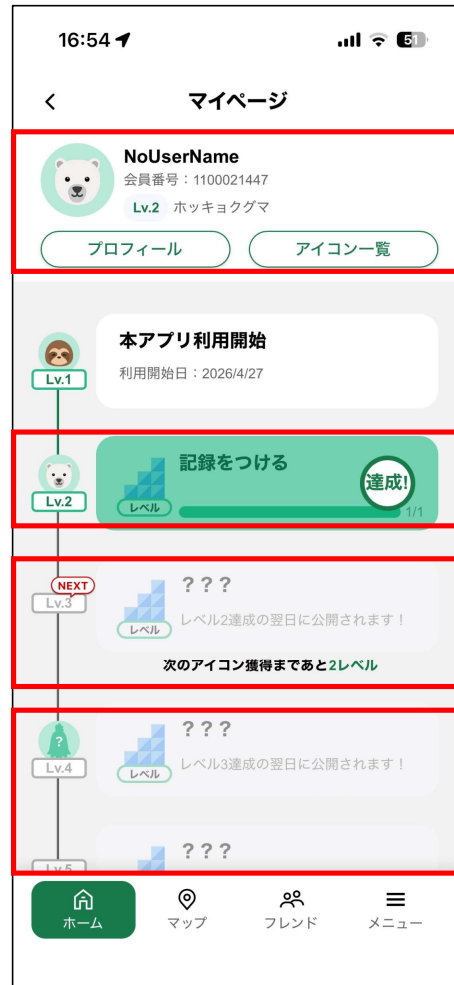 16:54
51
マイページ
NoUserName
会員番号：1100021447
Lv.2 ホッキョクグマ
プロフィール
アイコン一覧
本アプリ利用開始
利用開始日：2026/4/27
Lv.1
記録をつける
達成!
Lv.2
レベル
1/1
NEXT
Lv.3
？？？
レベル2達成の翌日に公開されます！
レベル
次のアイコン獲得まであと2レベル
?
Lv.4
？？？
レベル3達成の翌日に公開されます！
レベル
？？？
Lv.5
ホーム
マップ
フレンド
メニュー